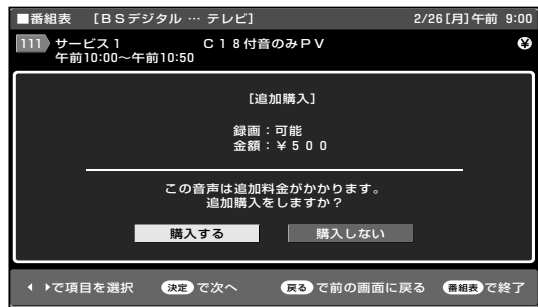 ■番組表 [BSデジタル … テレビ] 2/26[月]午前 9:00
111 サービス1 C18付音のみPV ¥
午前10:00～午前10:50
[追加購入]
録画：可能
金額：¥500
この音声は追加料金がかかります。
追加購入をしますか？
購入する 購入しない
で項目を選択 決定 で次へ 戻る で前の画面に戻る 番組表 で終了